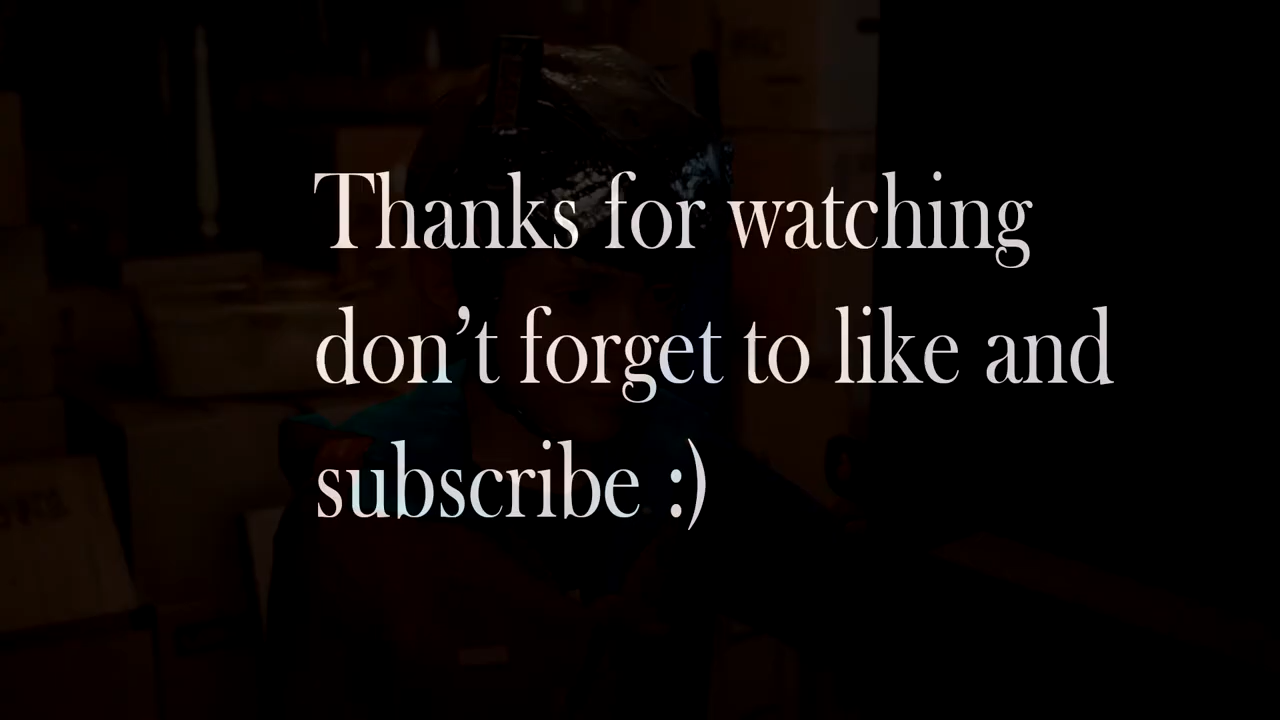 Thanks for watching
don’t forget to like and
subscribe :)